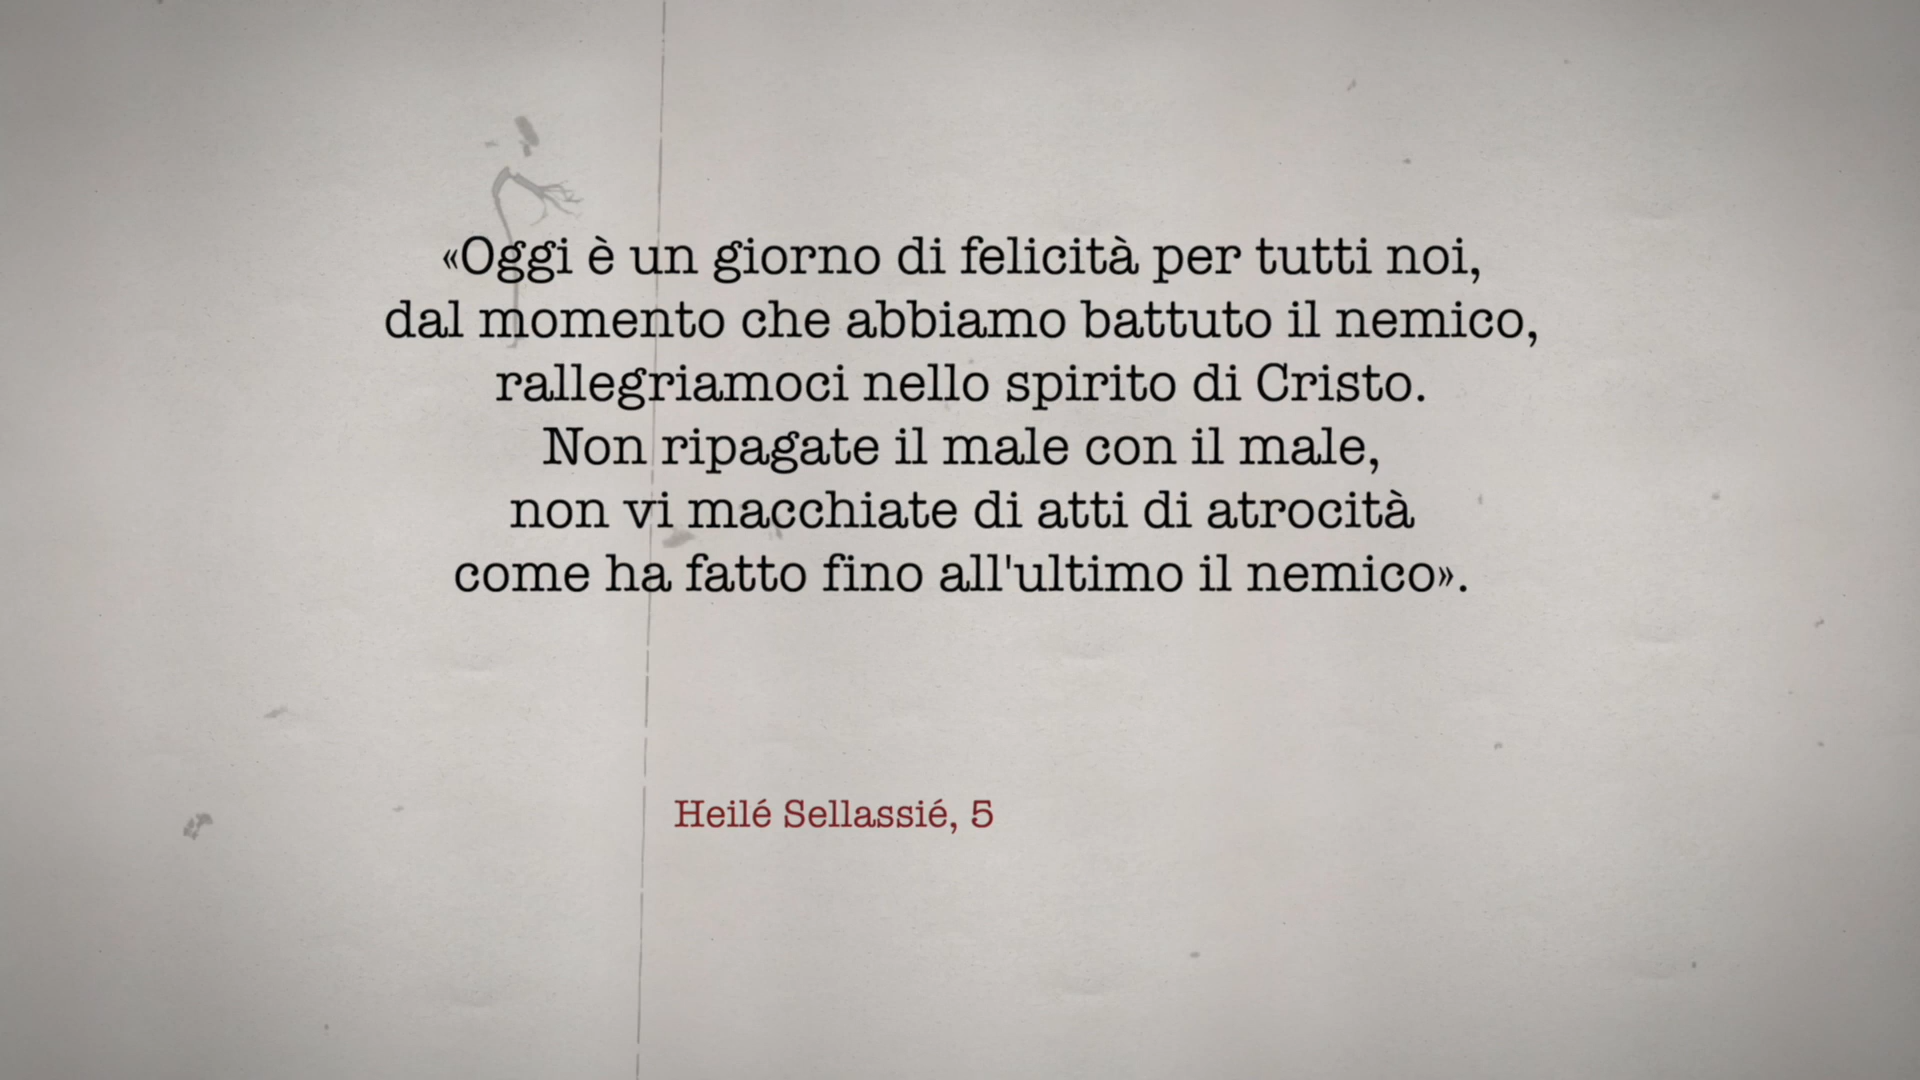 «Oggi è un giorno di felicità per tutti noi,
dal momento che abbiamo battuto il nemico,
rallegriamoci nello spirito di Cristo.
Non ripagate il male con il male,
non vi macchiate di atti di atrocità
come ha fatto fino all'ultimo il nemico».
Heilé Sellassié, 5